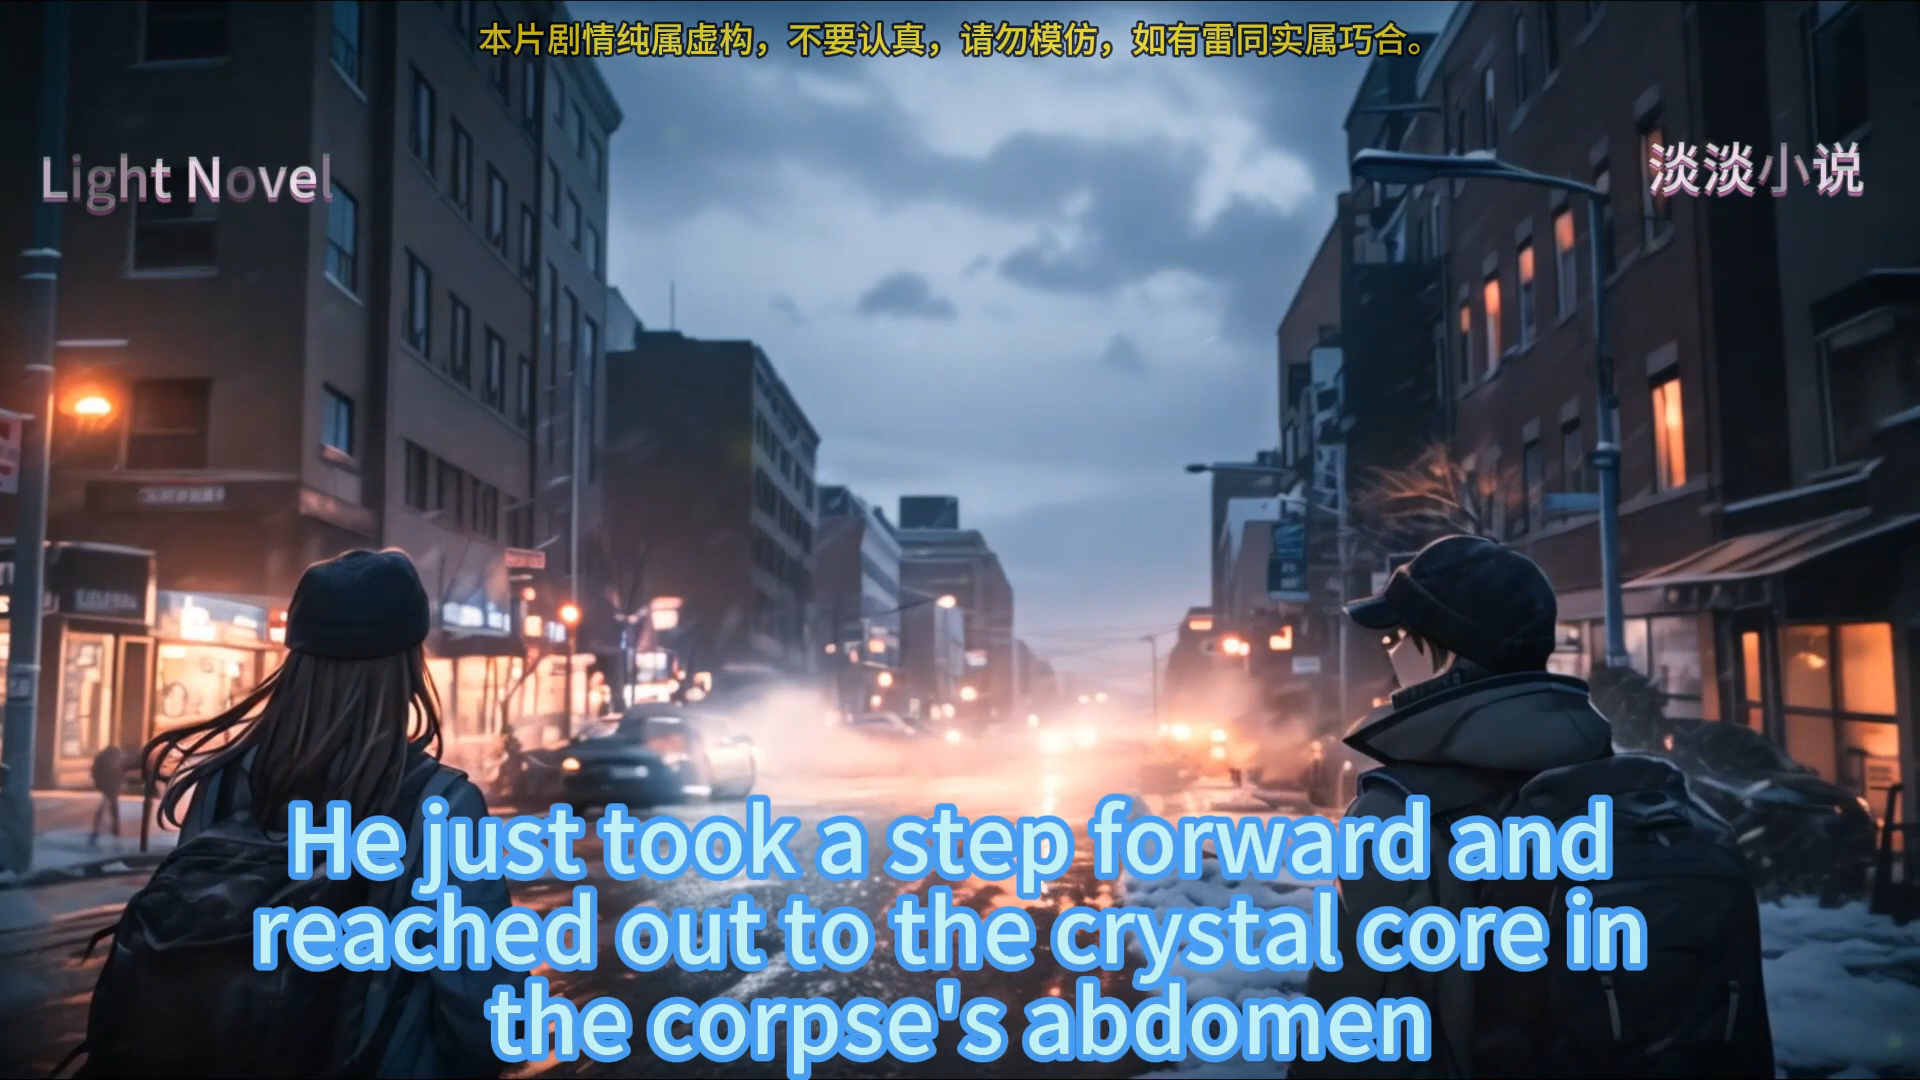 本片剧情纯属虚构，不要认真，请勿模仿，如有雷同实属巧合。
Light Novel
淡淡小说
He just took a step forward and
reached out to the crystal core in
the corpse's abdomen